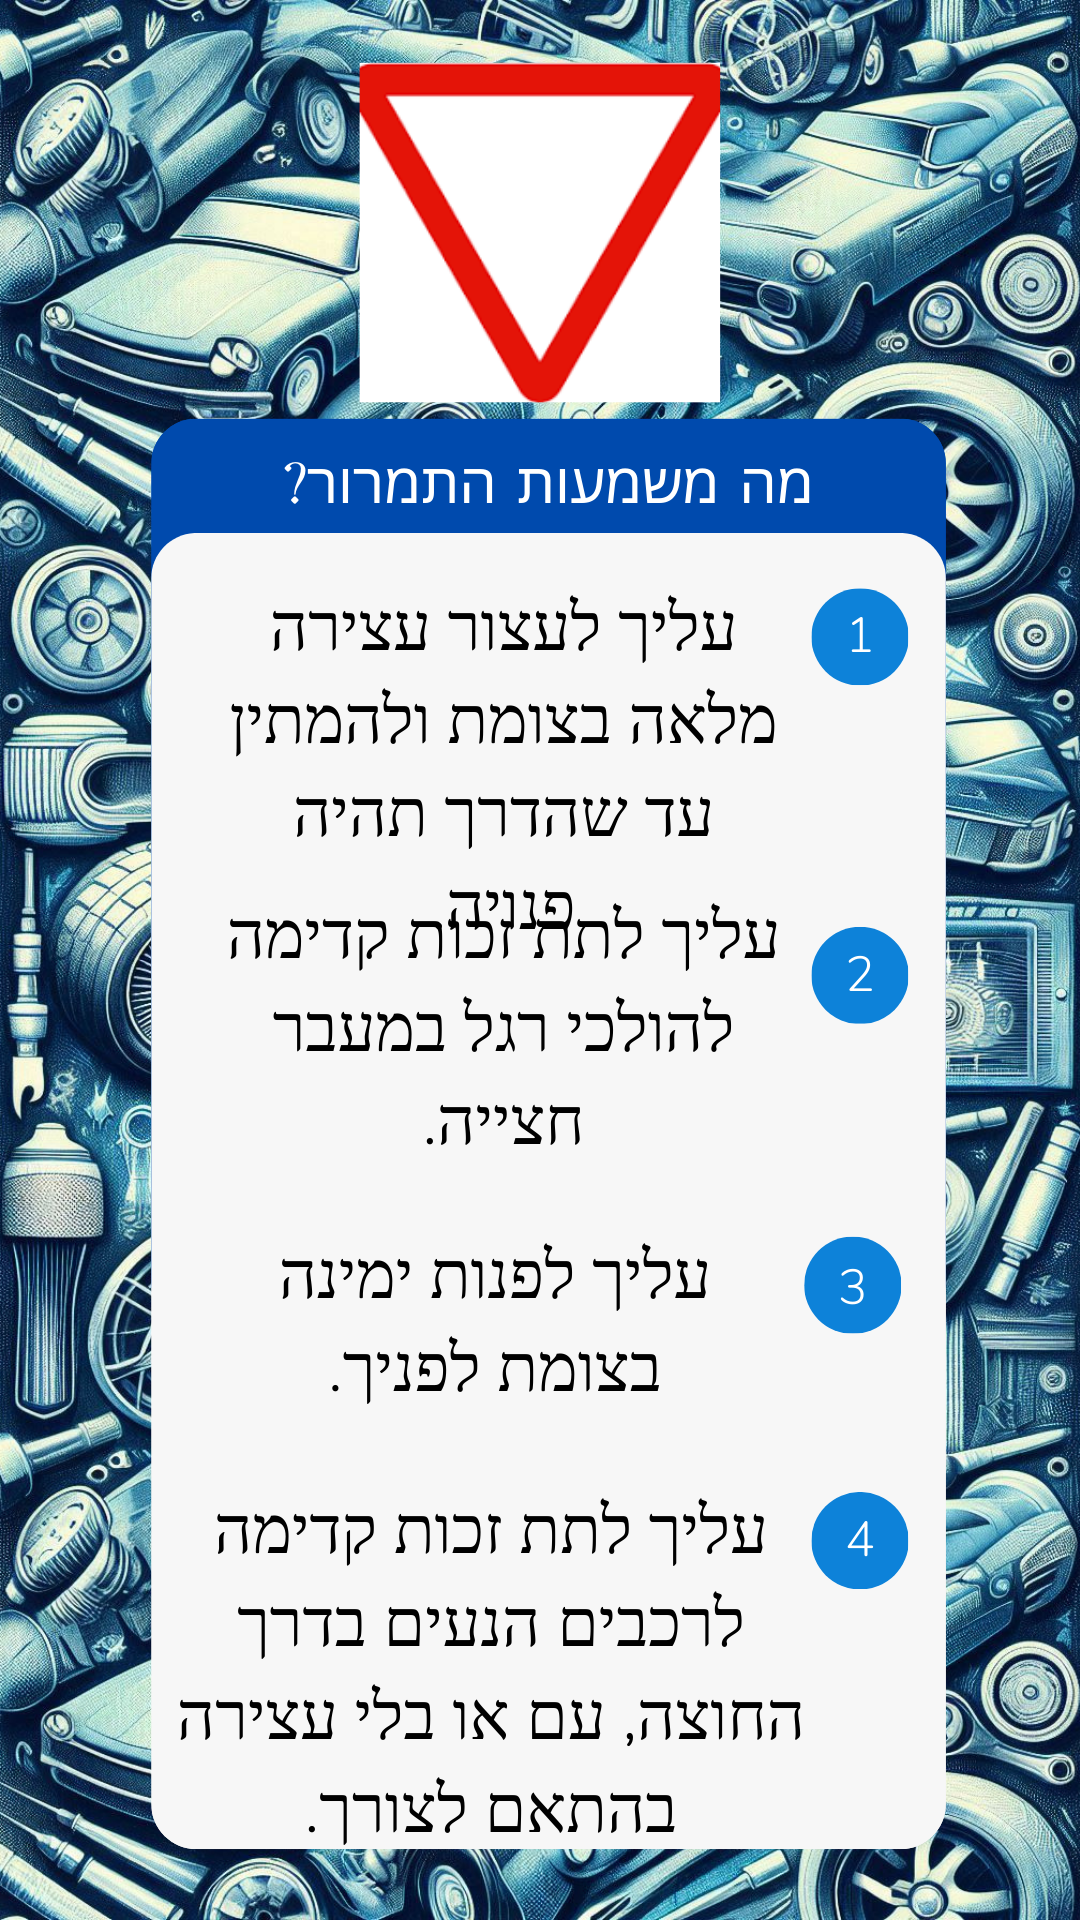 מה משמעות התמרור?
1
עליך לעצור עצירה
מלאה בצומת ולהמתין
עד שהדרך תהיה
פנויה
2
עליך לתת זכות קדימה
להולכי רגל במעבר
חצייה.
3
עליך לפנות ימינה
בצומת לפניך.
4
עליך לתת זכות קדימה
לרכבים הנעים בדרך
החוצה, עם או בלי עצירה
בהתאם לצורך.